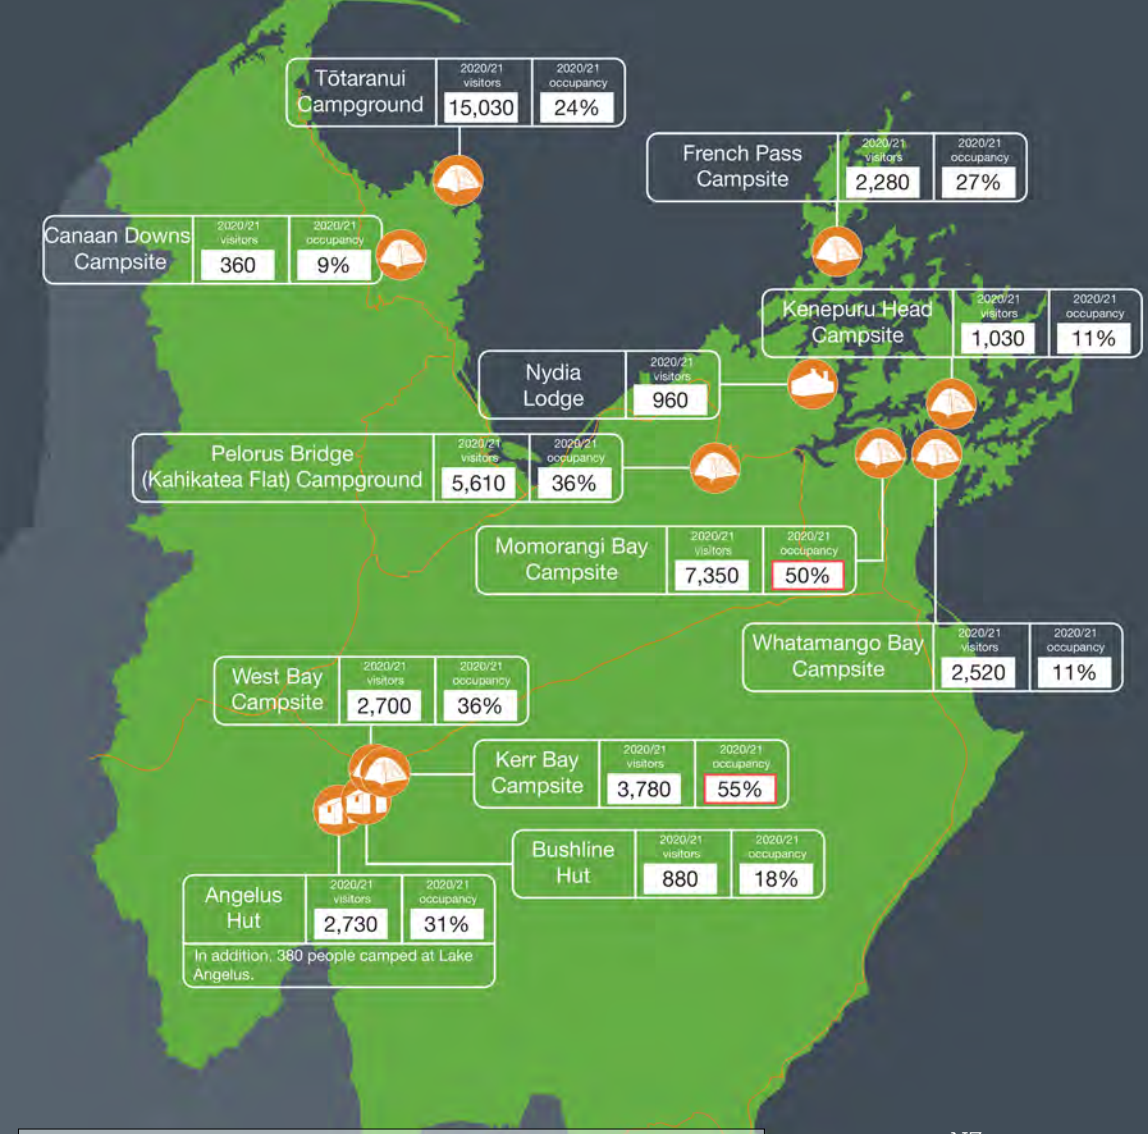 Tōtaranui
Campground
2020/21
visitors
15,030
2020/21
occupancy
24%
French Pass
Campsite
2020/21
visitors
2,280
2020/21
occupancy
27%
Canaan Downs
Campsite
2020/21
visitors
360
2020/21
occupancy
9%
Kenepuru Head
Campsite
2020/21
visitors
1,030
2020/21
occupancy
11%
Nydia
Lodge
2020/21
visitors
960
Pelorus Bridge
(Kahikatea Flat) Campground
2020/21
visitors
5,610
2020/21
occupancy
36%
Momorangi Bay
Campsite
2020/21
visitors
7,350
2020/21
occupancy
50%
Whatamango Bay
Campsite
2020/21
visitors
2,520
2020/21
occupancy
11%
West Bay
Campsite
2020/21
visitors
2,700
2020/21
occupancy
36%
Kerr Bay
Campsite
2020/21
visitors
3,780
2020/21
occupancy
55%
Bushline
Hut
2020/21
visitors
880
2020/21
occupancy
18%
Angelus
Hut
2020/21
visitors
2,730
2020/21
occupancy
31%
In addition, 380 people camped at Lake
Angelus.